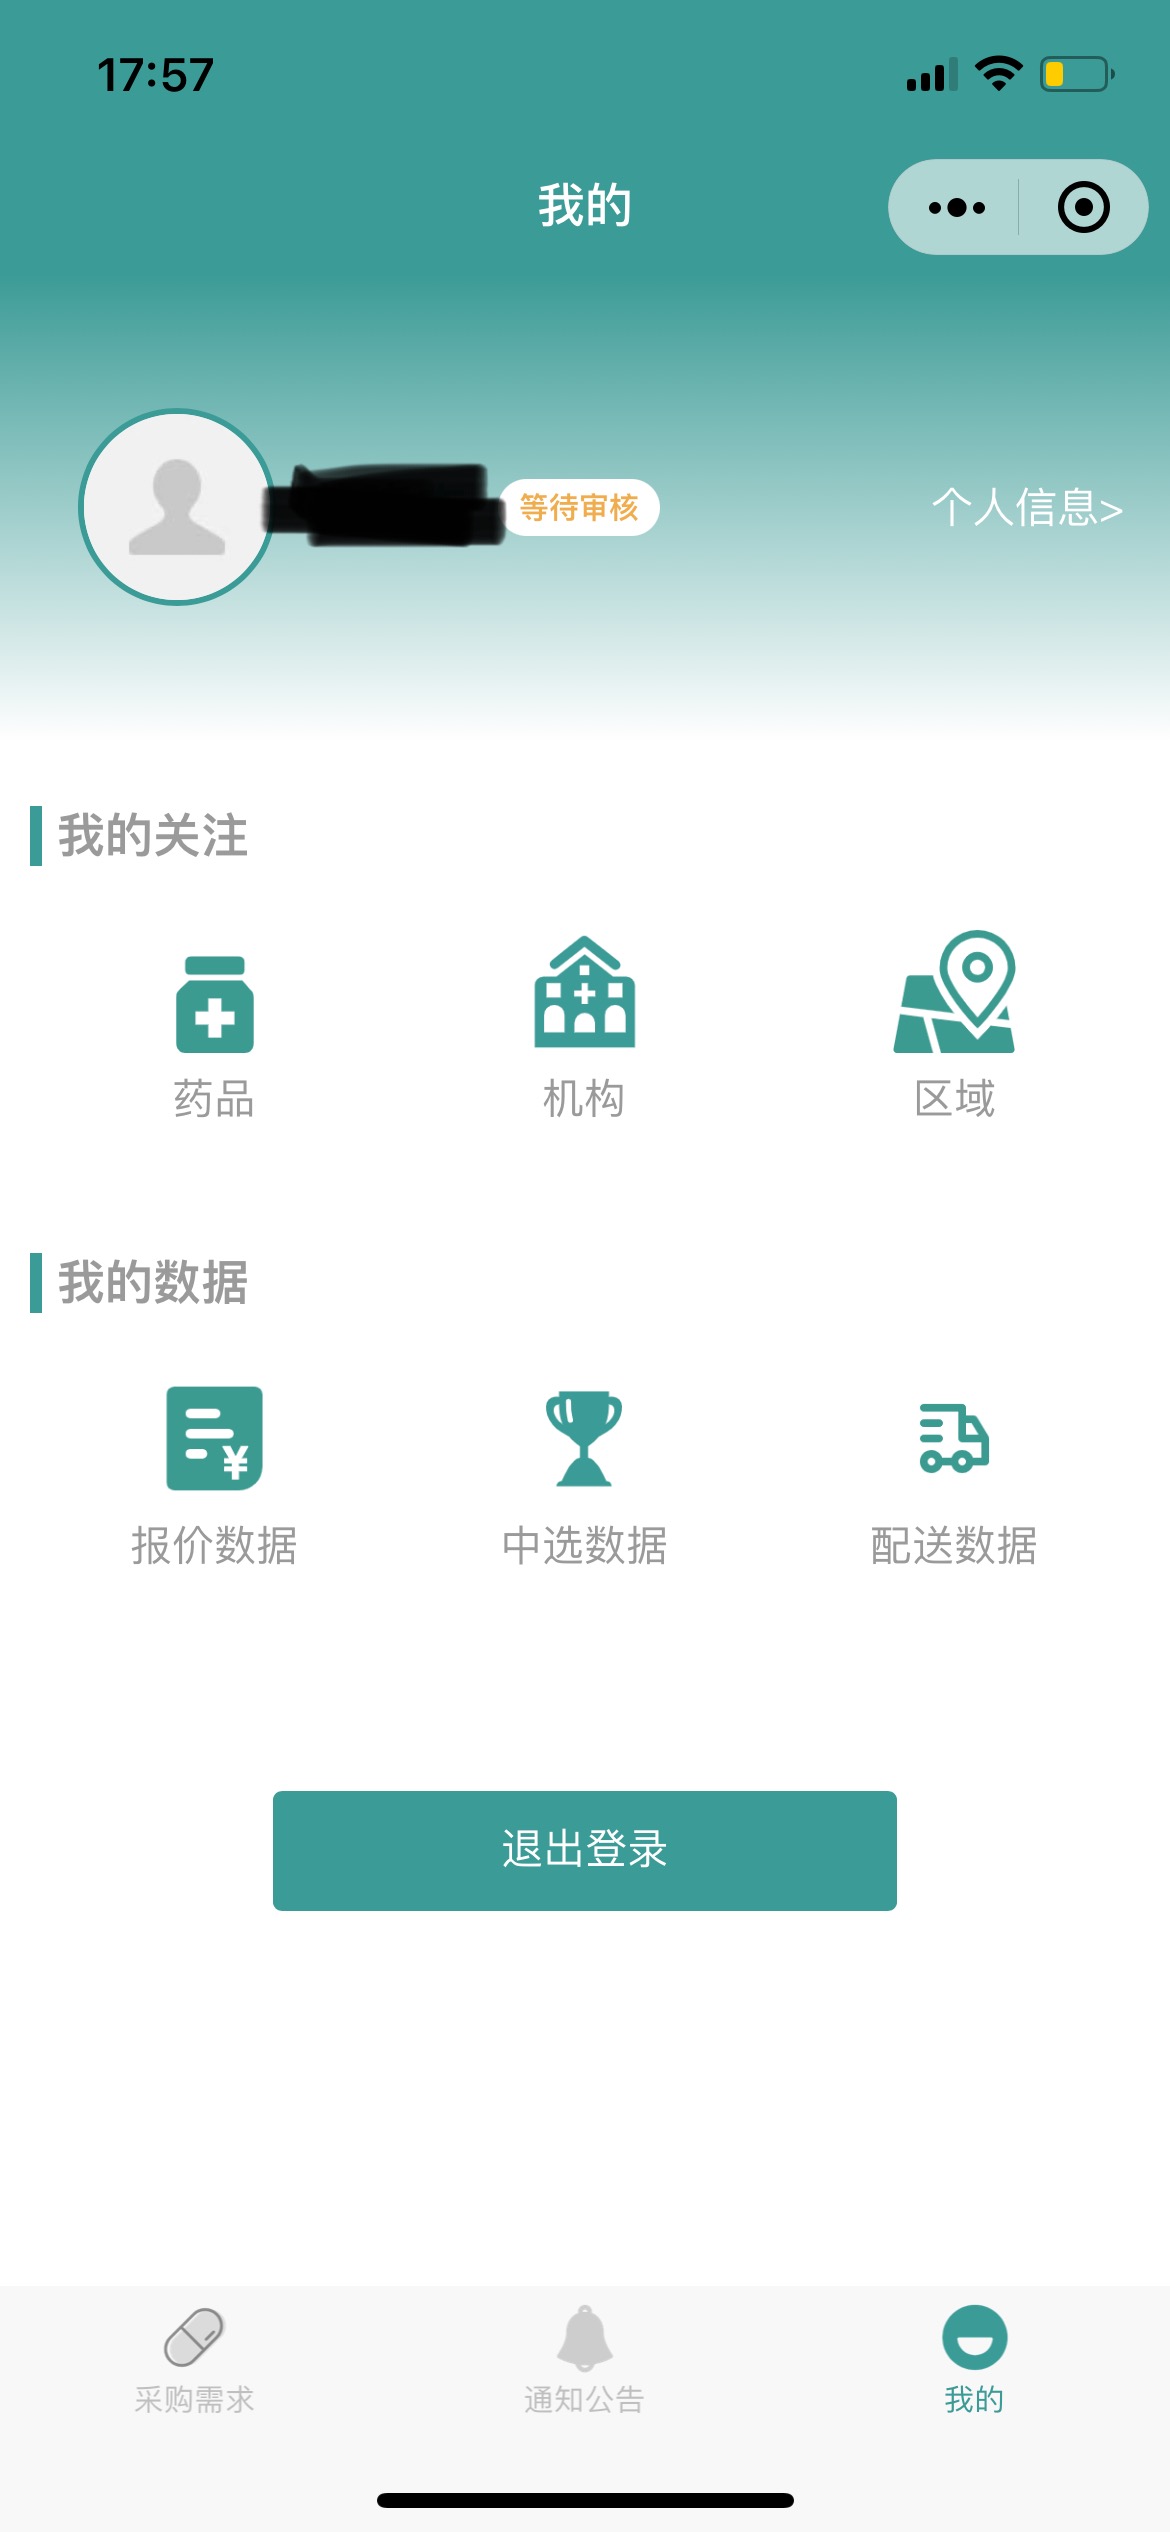 17:57
我的
等待审核
个人信息>
我的关注
药品
机构
区域
我的数据
报价数据
中选数据
配送数据
退出登录
采购需求
通知公告
我的